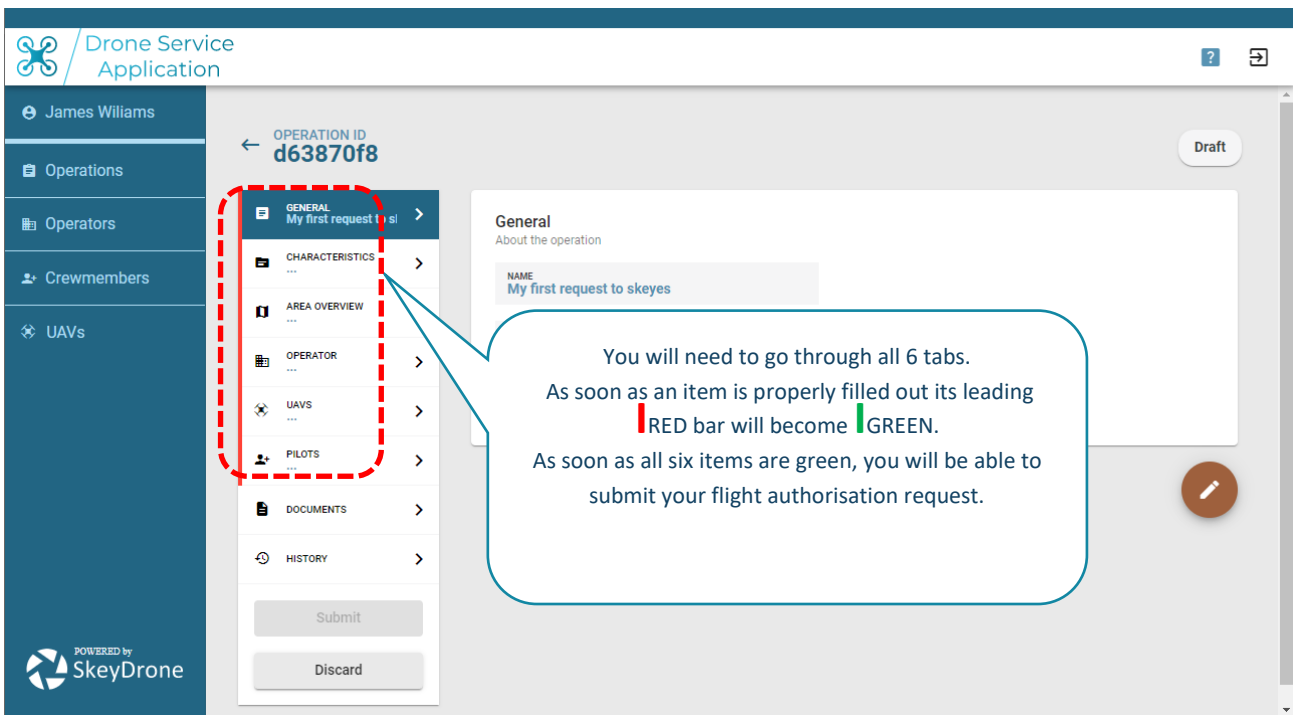 Drone Service
Application
?
James Wiliams
Operations
Operators
Crewmembers
UAVs
POWERED by
SkeyDrone
OPERATION ID
d63870f8
Draft
GENERAL
My first request to sl
CHARACTERISTICS
...
AREA OVERVIEW
...
OPERATOR
...
UAVS
...
PILOTS
...
DOCUMENTS
HISTORY
Submit
Discard
General
About the operation
NAME
My first request to skeyes
You will need to go through all 6 tabs.
As soon as an item is properly filled out its leading
RED bar will become GREEN.
As soon as all six items are green, you will be able to
submit your flight authorisation request.